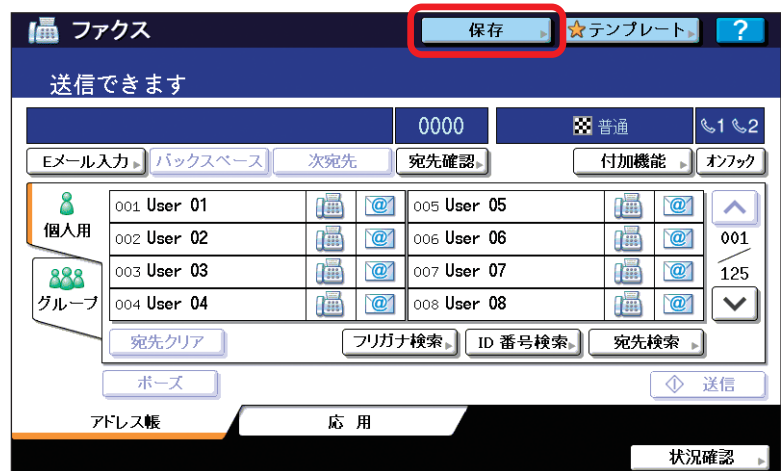 ファクス 保存 テンプレート ?
送信できます
0000 普通 1 2
Eメール入力 バックスペース 次宛先 宛先確認 付加機能 オンフック
個人用
グループ
001 User 01 005 User 05
002 User 02 006 User 06
003 User 03 007 User 07
004 User 04 008 User 08
001
125
宛先クリア フリガナ検索 ID 番号検索 宛先検索
ポーズ 送信
アドレス帳 応用
状況確認